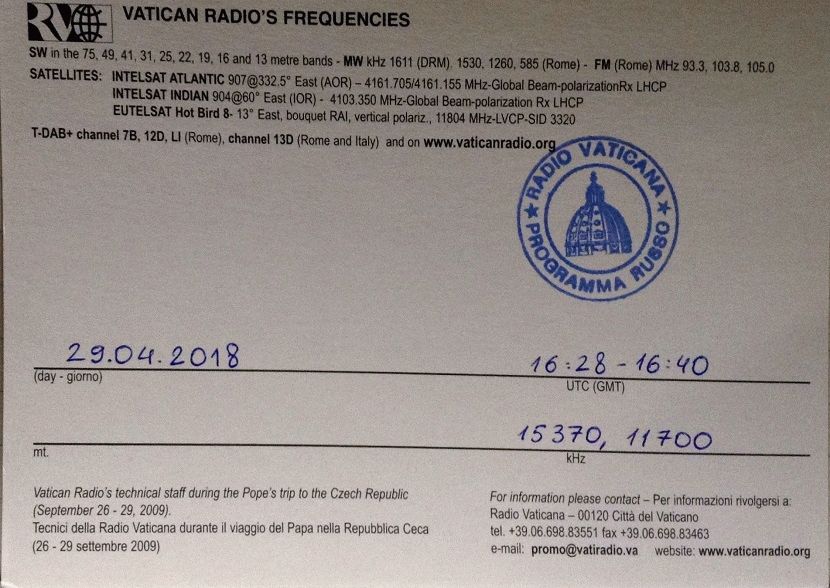 RV
VATICAN RADIO'S FREQUENCIES
SW in the 75, 49, 41, 31, 25, 22, 19, 16 and 13 metre bands - MW kHz 1611 (DRM). 1530, 1260, 585 (Rome) - FM (Rome) MHz 93.3, 103.8, 105.0
SATELLITES: INTELSAT ATLANTIC 907@332.5° East (AOR) – 4161.705/4161.155 MHz-Global Beam-polarizationRx LHCP
INTELSAT INDIAN 904@60° East (IOR) - 4103.350 MHz-Global Beam-polarization Rx LHCP
EUTELSAT Hot Bird 8- 13° East, bouquet RAI, vertical polariz., 11804 MHz-LVCP-SID 3320
T-DAB+ channel 7B, 12D, LI (Rome), channel 13D (Rome and Italy) and on www.vaticanradio.org
RADIO VATICANA
PROGRAMMA RUSSO
29.04.2018 16:28 - 16:40
(day - giorno) UTC (GMT)
15370, 11700
mt. kHz
Vatican Radio's technical staff during the Pope's trip to the Czech Republic
(September 26 - 29, 2009).
Tecnici della Radio Vaticana durante il viaggio del Papa nella Repubblica Ceca
(26 - 29 settembre 2009)
For information please contact – Per informazioni rivolgersi a:
Radio Vaticana – 00120 Città del Vaticano
tel. +39.06.698.83551 fax +39.06.698.83463
e-mail: promo@vatiradio.va website: www.vaticanradio.org